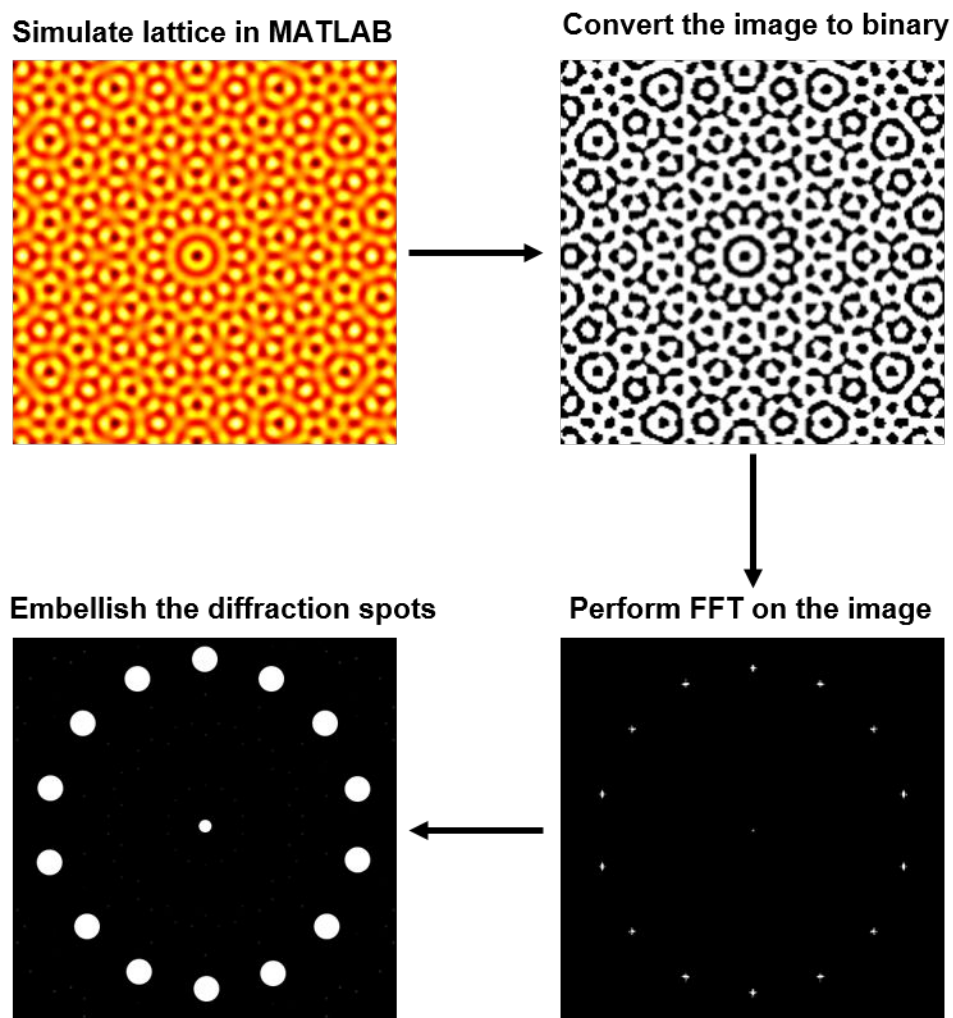 Simulate lattice in MATLAB
Convert the image to binary
Embellish the diffraction spots
Perform FFT on the image